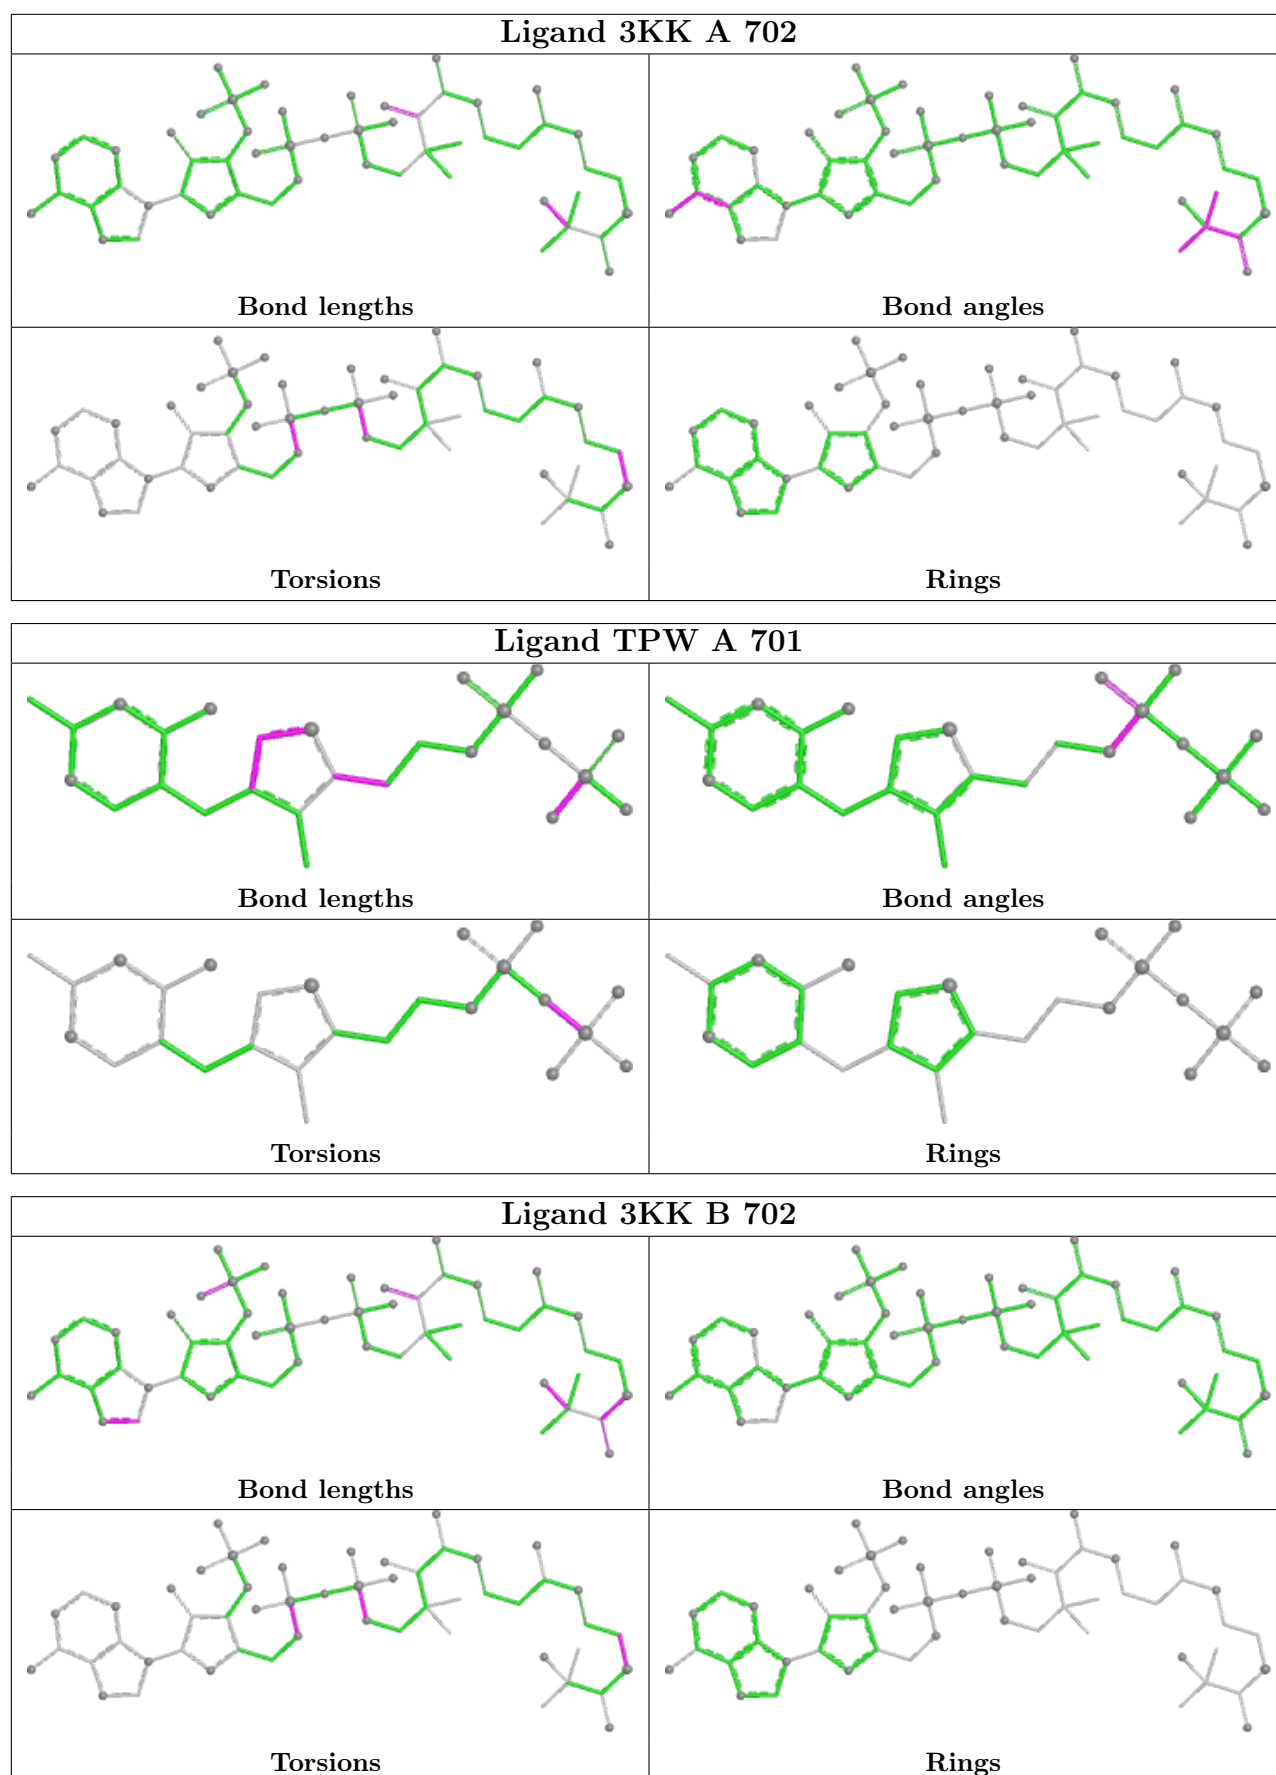 Ligand 3KK A 702
Bond lengths
Bond angles
Torsions
Rings
Ligand TPW A 701
Bond lengths
Bond angles
Torsions
Rings
Ligand 3KK B 702
Bond lengths
Bond angles
Torsions
Rings